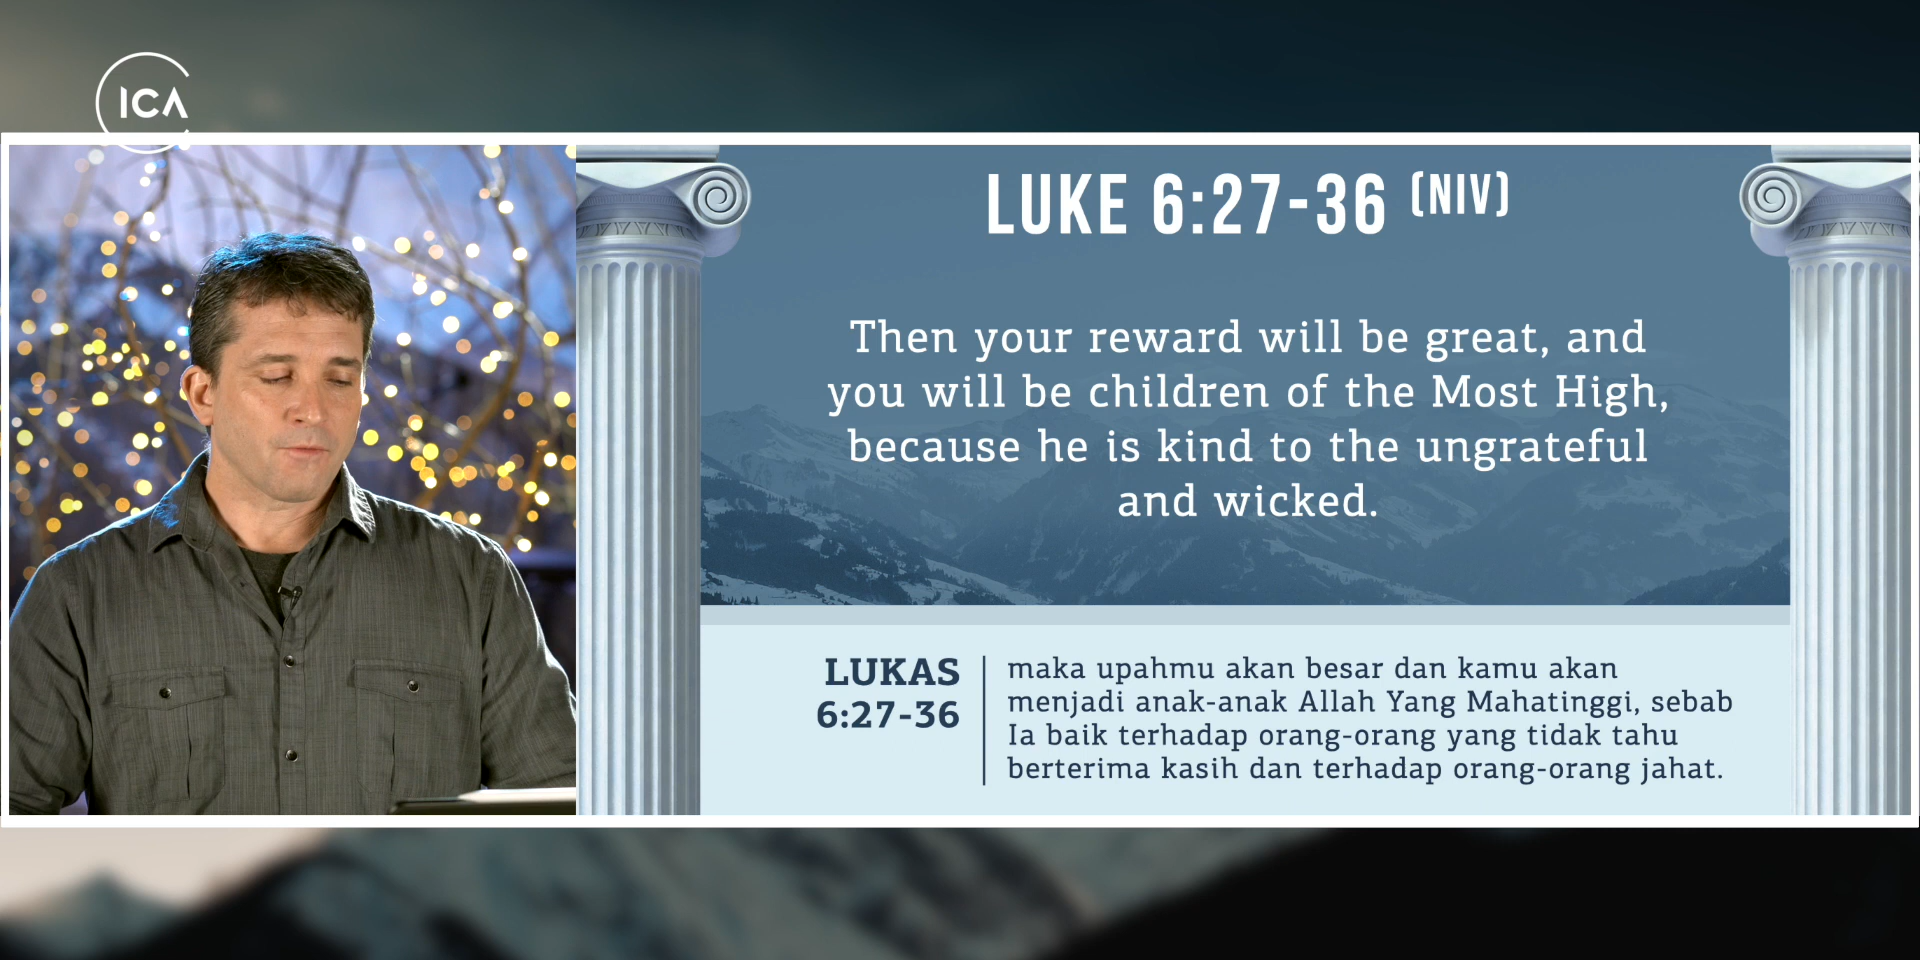 ICA
LUKE 6:27-36 (NIV)
Then your reward will be great, and
you will be children of the Most High,
because he is kind to the ungrateful
and wicked.
LUKAS
6:27-36
maka upahmu akan besar dan kamu akan
menjadi anak-anak Allah Yang Mahatinggi, sebab
Ia baik terhadap orang-orang yang tidak tahu
berterima kasih dan terhadap orang-orang jahat.